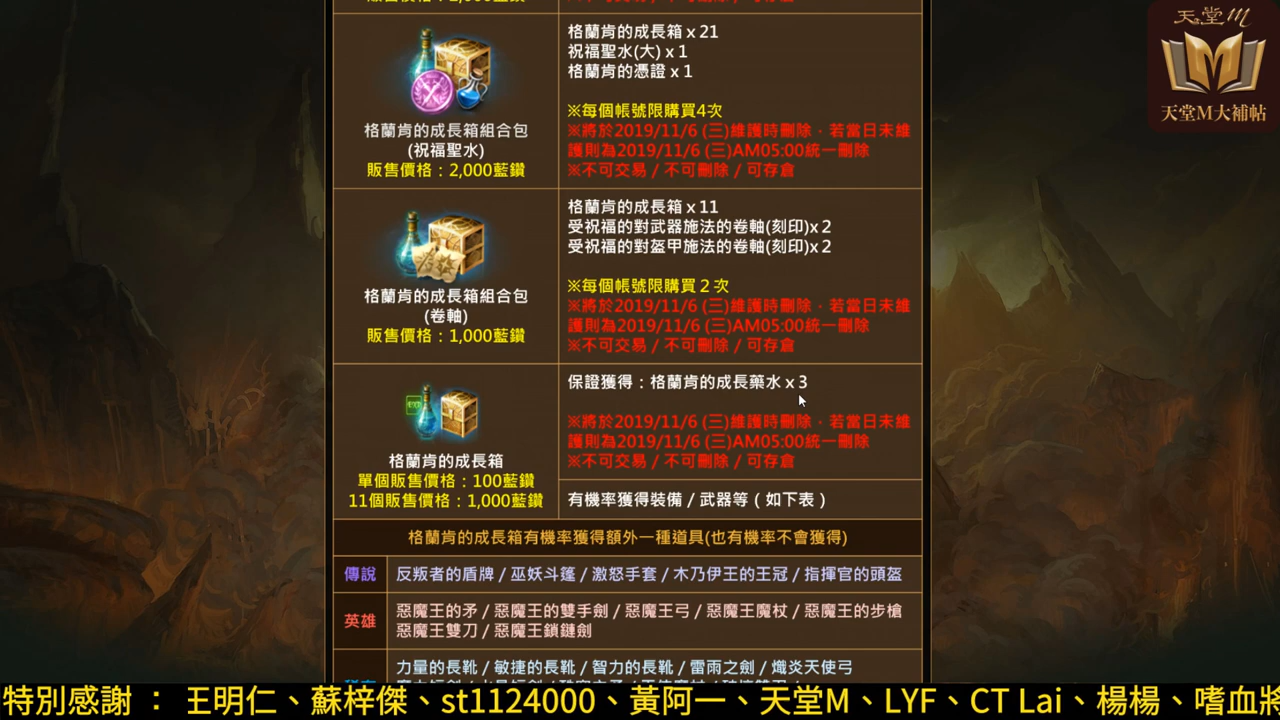 天堂M
天堂M大補帖
格蘭肯的成長箱 x 21
祝福聖水(大) x 1
格蘭肯的憑證 x 1
※每個帳號限購買4次
※將於2019/11/6 (三)維護時刪除，若當日未維
護則為2019/11/6 (三)AM05:00統一刪除
※不可交易 / 不可刪除 / 可存倉
格蘭肯的成長箱組合包
(祝福聖水)
販售價格：2,000藍鑽
格蘭肯的成長箱 x 11
受祝福的對武器施法的卷軸(刻印)x 2
受祝福的對盔甲施法的卷軸(刻印)x 2
※每個帳號限購買 2 次
※將於2019/11/6 (三)維護時刪除，若當日未維
護則為2019/11/6 (三)AM05:00統一刪除
※不可交易 / 不可刪除 / 可存倉
格蘭肯的成長箱組合包
(卷軸)
販售價格：1,000藍鑽
保證獲得：格蘭肯的成長藥水 x 3
※將於2019/11/6 (三)維護時刪除，若當日未維
護則為2019/11/6 (三)AM05:00統一刪除
※不可交易 / 不可刪除 / 可存倉
格蘭肯的成長箱
單個販售價格：100藍鑽
11個販售價格：1,000藍鑽
有機率獲得裝備 / 武器等 ( 如下表 )
格蘭肯的成長箱有機率獲得額外一種道具(也有機率不會獲得)
傳說
反叛者的盾牌 / 巫妖斗篷 / 激怒手套 / 木乃伊王的王冠 / 指揮官的頭盔
英雄
惡魔王的矛 / 惡魔王的雙手劍 / 惡魔王弓 / 惡魔王魔杖 / 惡魔王的步槍
惡魔王雙刀 / 惡魔王鎖鏈劍
力量的長靴 / 敏捷的長靴 / 智力的長靴 / 雷雨之劍 / 熾炎天使弓
特別感謝 ： 王明仁、蘇梓傑、st1124000、黃阿一、天堂M、LYF、CT Lai、楊楊、嗜血將